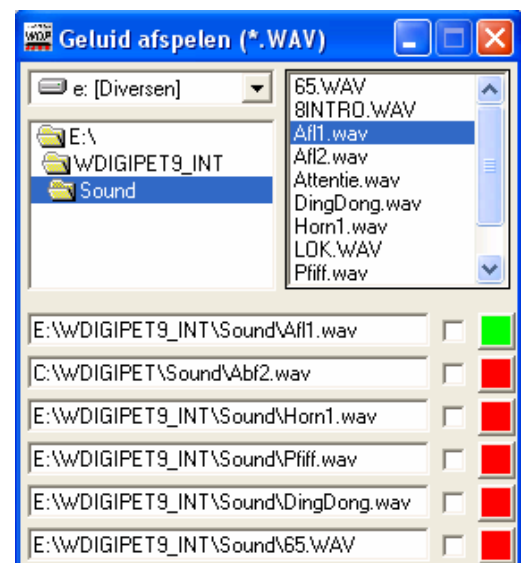 WDP Geluid afspelen (*.WAV)
e: [Diversen]
E:\
WDIGIPET9_INT
Sound
65.WAV
8INTRO.WAV
Afl1.wav
Afl2.wav
Attentie.wav
DingDong.wav
Horn1.wav
LOK.WAV
Pfiff.wav
E:\WDIGIPET9_INT\Sound\Afl1.wav
C:\WDIGIPET\Sound\Abf2.wav
E:\WDIGIPET9_INT\Sound\Horn1.wav
E:\WDIGIPET9_INT\Sound\Pfiff.wav
E:\WDIGIPET9_INT\Sound\DingDong.wav
E:\WDIGIPET9_INT\Sound\65.WAV